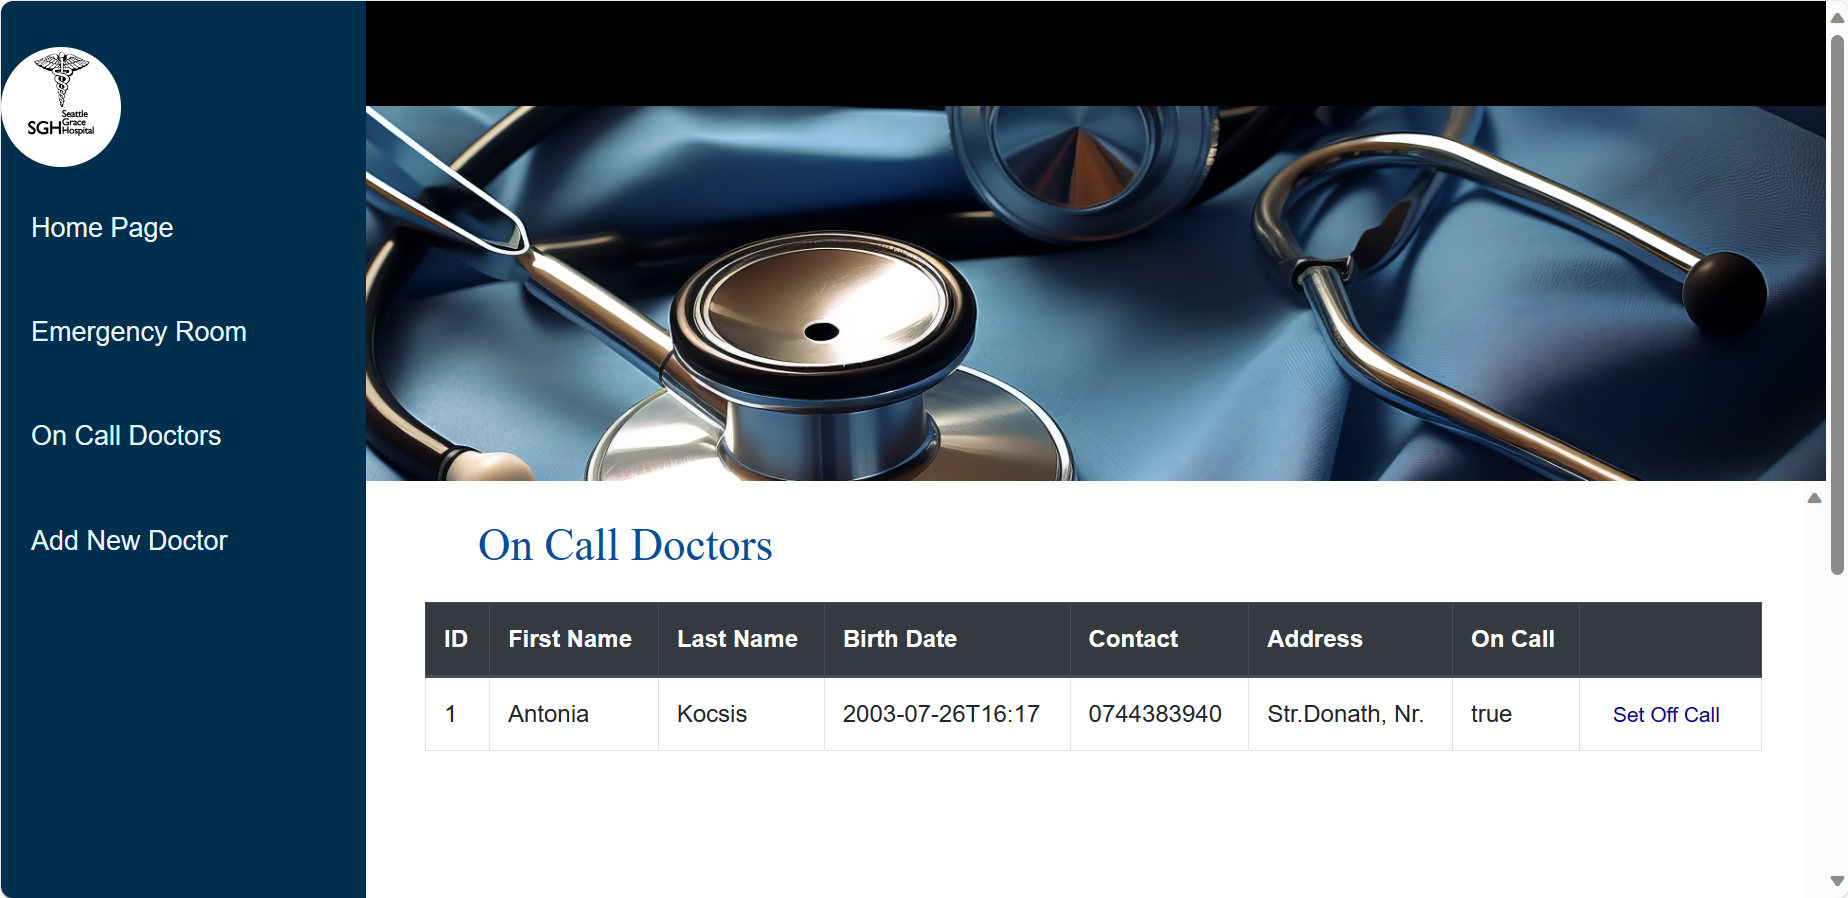 Seattle
Grace
SGH Hospital
Home Page
Emergency Room
On Call Doctors
Add New Doctor
On Call Doctors
ID First Name Last Name Birth Date Contact Address On Call
1 Antonia Kocsis 2003-07-26T16:17 0744383940 Str.Donath, Nr. true Set Off Call